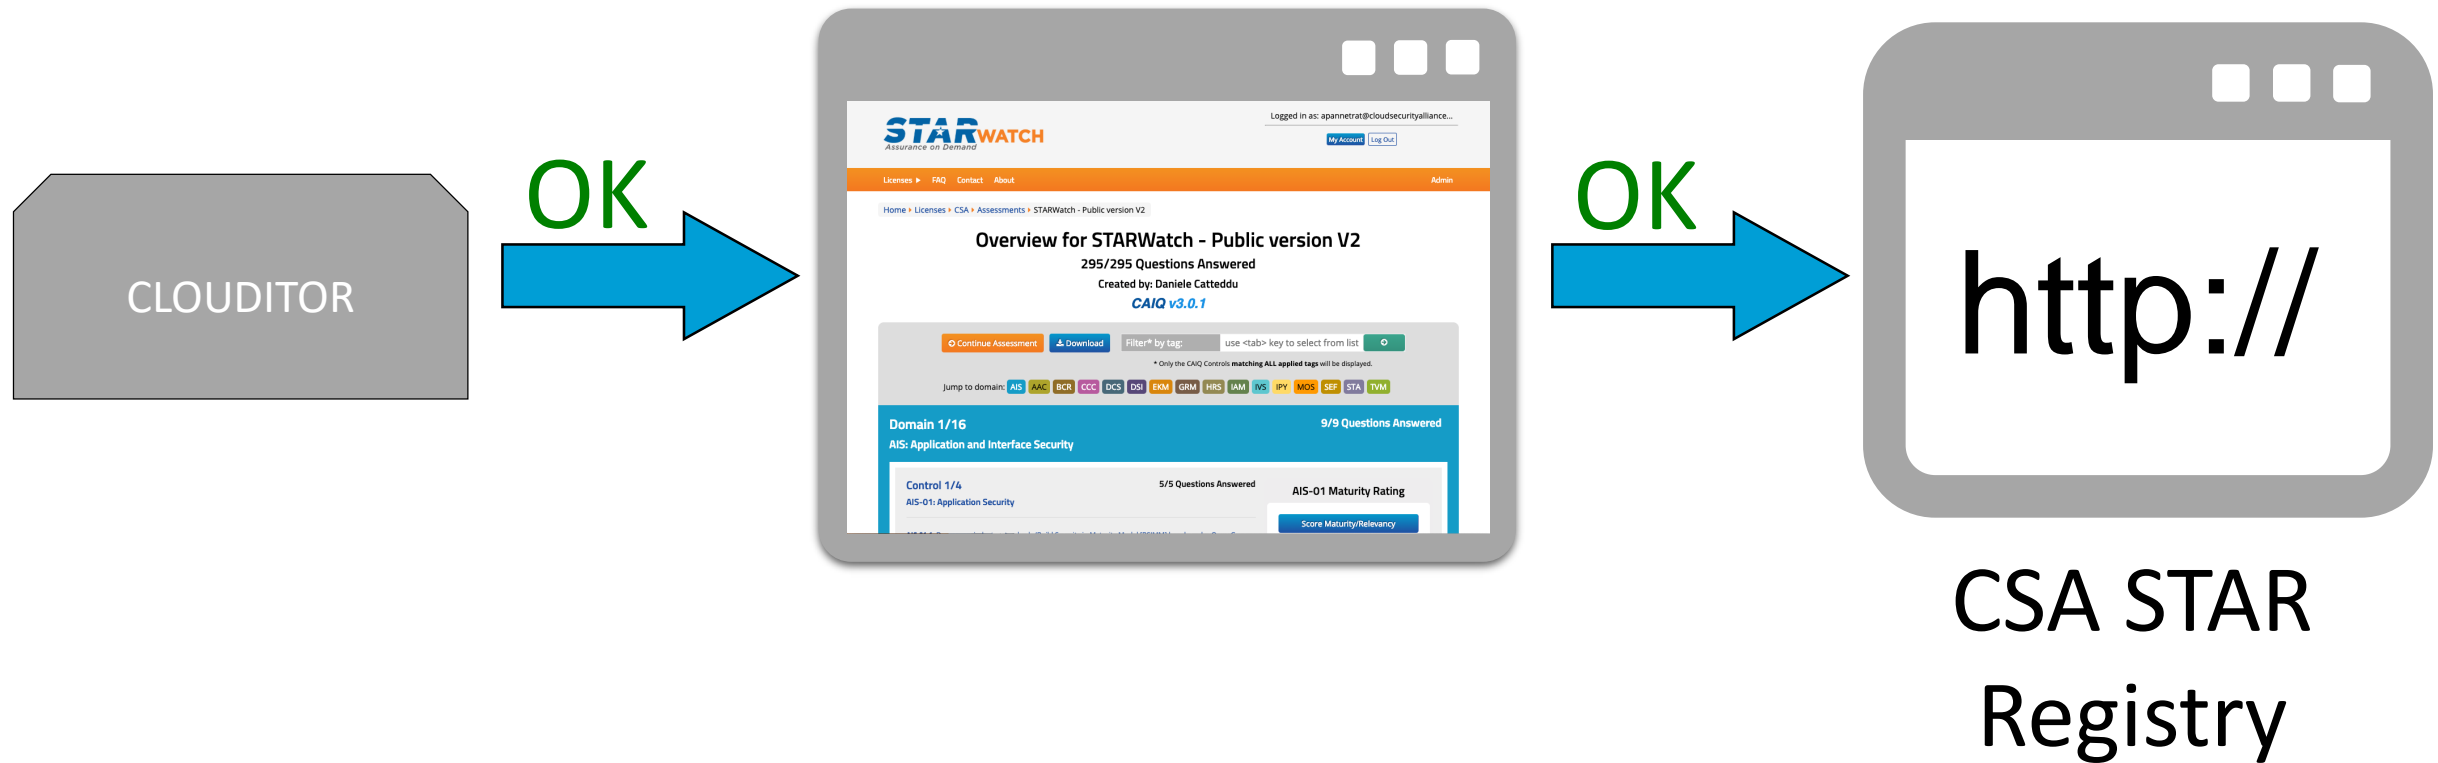 CLOUDITOR
OK
STARWATCH
Assurance on Demand
Logged in as: apannetrat@cloudsecurityalliance...
My Account Log Out
Licenses FAQ Contact About Admin
Home Licenses CSA Assessments STARWatch - Public version V2
Overview for STARWatch - Public version V2
295/295 Questions Answered
Created by: Daniele Catteddu
CAIQ v3.0.1
Continue Assessment Download Filter* by tag: use <tab> key to select from list
* Only the CAIQ Controls matching ALL applied tags will be displayed.
Jump to domain: AIS AAC BCR CCC DCS DSI EKM GRM HRS IAM IVS IPY MOS SEF STA TVM
Domain 1/16 9/9 Questions Answered
AIS: Application and Interface Security
Control 1/4 5/5 Questions Answered
AIS-01: Application Security
AIS-01 Maturity Rating
Score Maturity/Relevancy
OK
http://
CSA STAR
Registry